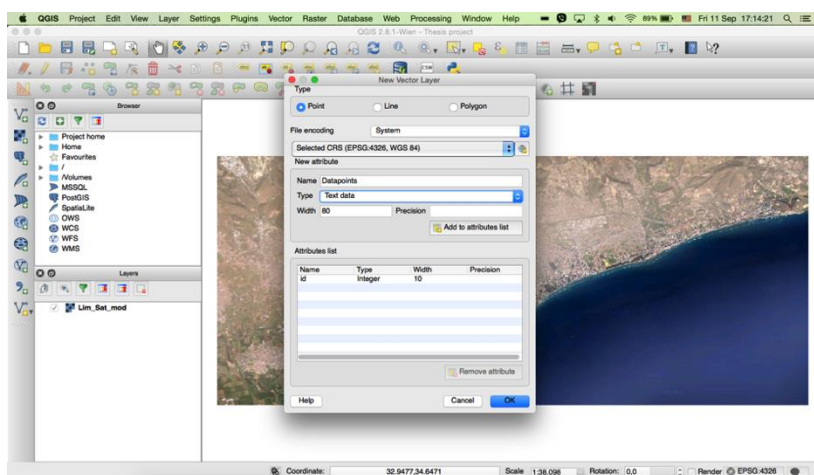 QGIS Project Edit View Layer Settings Plugins Vector Raster Database Web Processing Window Help 89% Fri 11 Sep 17:14:21
QGIS 2.8.1-Wien - Thesis project
New Vector Layer
Type
Point Line Polygon
File encoding System
Selected CRS (EPSG:4326, WGS 84)
New attribute
Name Datapoints
Type Text data
Width 80 Precision
Add to attributes list
Attributes list
Name Type Width Precision
id Integer 10
Remove attribute
Help Cancel OK
Browser
Project home
Home
Favourites
/
/Volumes
MSSQL
PostGIS
SpatiaLite
OWS
WCS
WFS
WMS
Layers
Lim_Sat_mod
Coordinate: 32.9477,34.6471 Scale 1:38.098 Rotation: 0,0 Render EPSG:4326